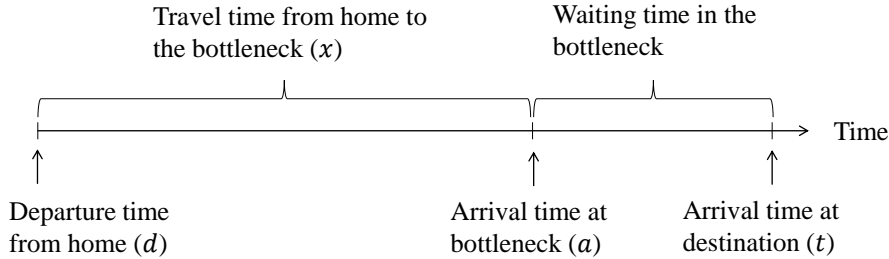 Travel time from home to
the bottleneck (x)
Waiting time in the
bottleneck
Time
Departure time
from home (d)
Arrival time at
bottleneck (a)
Arrival time at
destination (t)